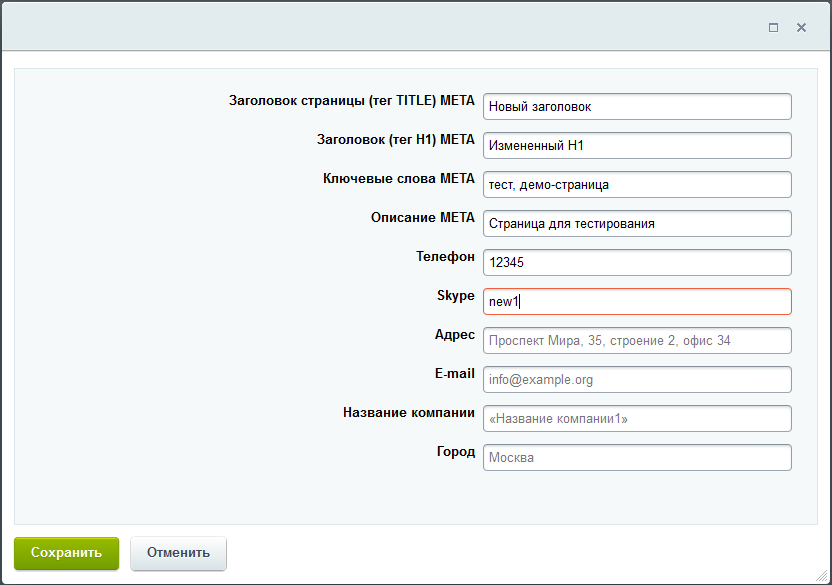 Заголовок страницы (тег TITLE) META Новый заголовок
Заголовок (тег H1) META Измененный H1
Ключевые слова META тест, демо-страница
Описание META Страница для тестирования
Телефон 12345
Skype new1
Адрес Проспект Мира, 35, строение 2, офис 34
E-mail info@example.org
Название компании «Название компании1»
Город Москва
Сохранить Отменить